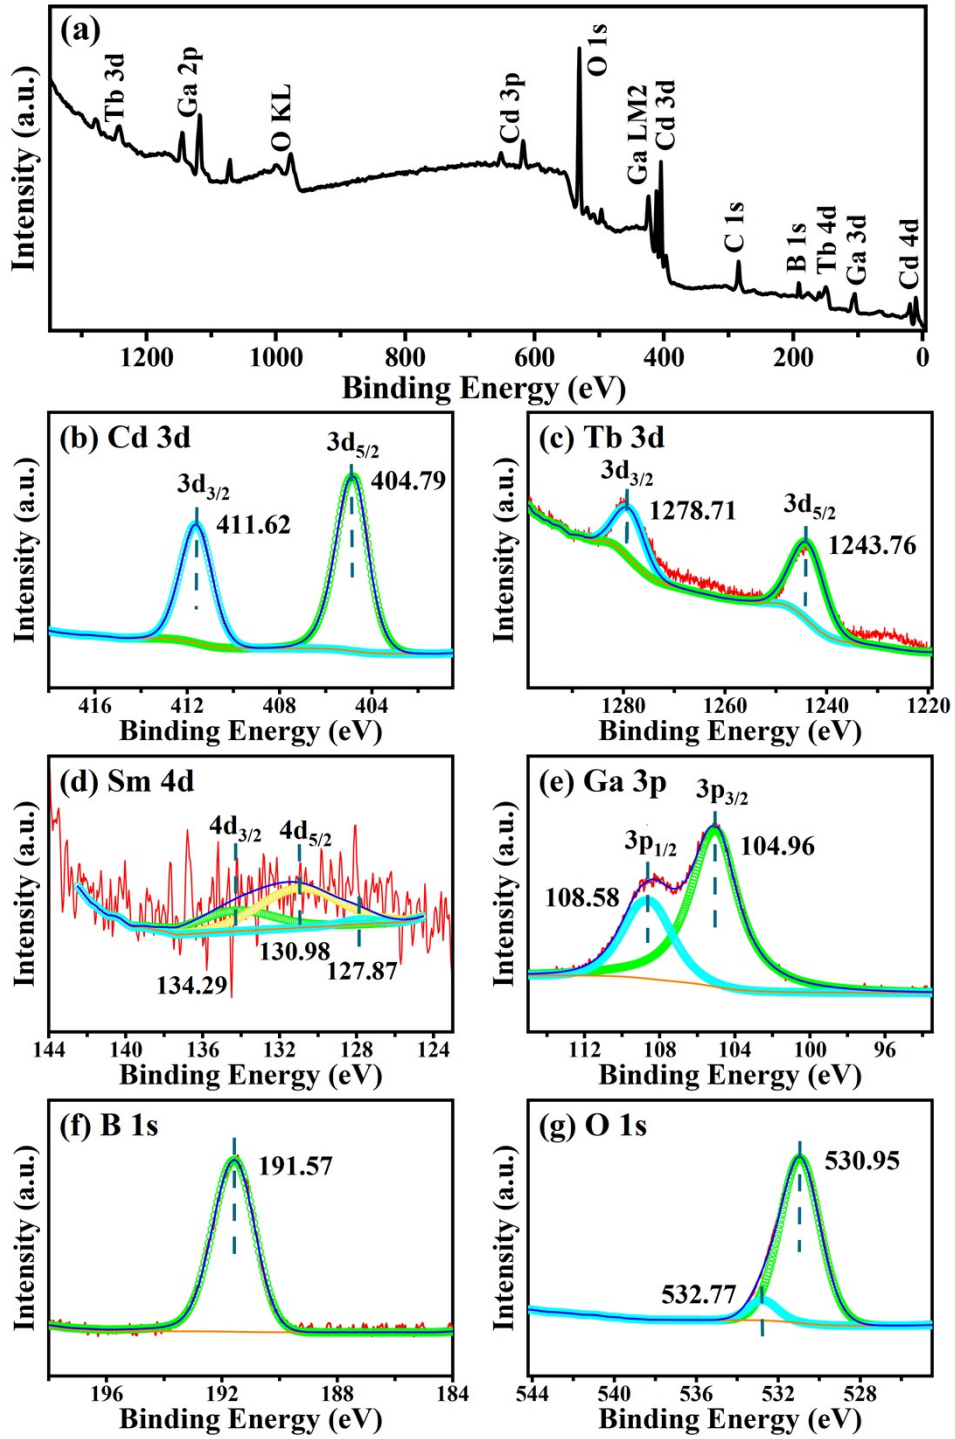 (a)
Intensity (a.u.)
Tb 3d
Ga 2p
O KL
Cd 3p
O 1s
Ga LM2
Cd 3d
C 1s
B 1s
Tb 4d
Ga 3d
Cd 4d
1200 1000 800 600 400 200 0
Binding Energy (eV)
(b) Cd 3d
Intensity (a.u.)
3d3/2
411.62
3d5/2
404.79
416 412 408 404
Binding Energy (eV)
(c) Tb 3d
Intensity (a.u.)
3d3/2
1278.71
3d5/2
1243.76
1280 1260 1240 1220
Binding Energy (eV)
(d) Sm 4d
Intensity (a.u.)
4d3/2 4d5/2
134.29
130.98
127.87
144 140 136 132 128 124
Binding Energy (eV)
(e) Ga 3p
Intensity (a.u.)
3p1/2
108.58
3p3/2
104.96
112 108 104 100 96
Binding Energy (eV)
(f) B 1s
Intensity (a.u.)
191.57
196 192 188 184
Binding Energy (eV)
(g) O 1s
Intensity (a.u.)
530.95
532.77
544 540 536 532 528
Binding Energy (eV)